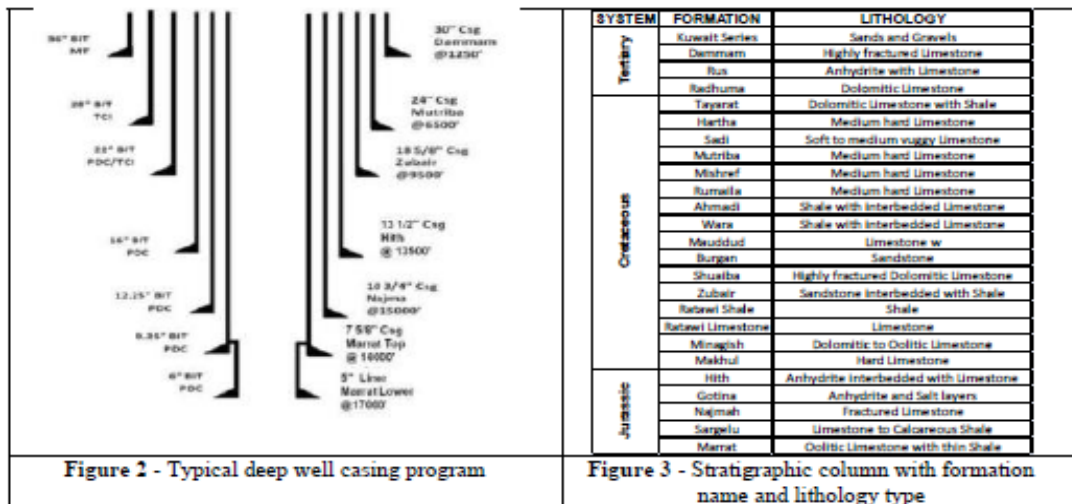 36" BIT
MT
28" BIT
TCI
22" BIT
PDC/TCI
16" BIT
PDC
12.25" BIT
PDC
PDC
6" BIT
PDC
30" Csg
Dammam
@1250'
24" Csg
Mutriba
@6500'
18 5/8" Csg
Zubair
@9500'
13 1/2" Csg
Hith
@ 13500'
10 3/4" Csg
Najma
@15000'
7 5/8" Csg
Marrat Top
@ 16000'
5" Liner
Marrat Lower
@17000'
Figure 2 - Typical deep well casing program
SYSTEM FORMATION LITHOLOGY
Tertiary
Kuwait Series Sands and Gravels
Dammam Highly fractured Limestone
Rus Anhydrite with Limestone
Radhuma Dolomitic Limestone
Cretaceous
Tayarat Dolomitic Limestone with Shale
Hartha Medium hard Limestone
Sadi Soft to medium vuggy Limestone
Mutriba Medium hard Limestone
Mishref Medium hard Limestone
Rumaila Medium hard Limestone
Ahmadi Shale with Interbedded Limestone
Wara Shale with Interbedded Limestone
Mauddud Limestone w
Burgan Sandstone
Shuaiba Highly fractured Dolomitic Limestone
Zubair Sandstone Interbedded with Shale
Ratawi Shale Shale
Ratawi Limestone Limestone
Minagish Dolomitic to Oolitic Limestone
Makhul Hard Limestone
Jurassic
Hith Anhydrite Interbedded with Limestone
Gotina Anhydrite and Salt layers
Najmah Fractured Limestone
Sargelu Limestone to Calcareous Shale
Marrat Oolitic Limestone with thin Shale
Figure 3 - Stratigraphic column with formation
name and lithology type